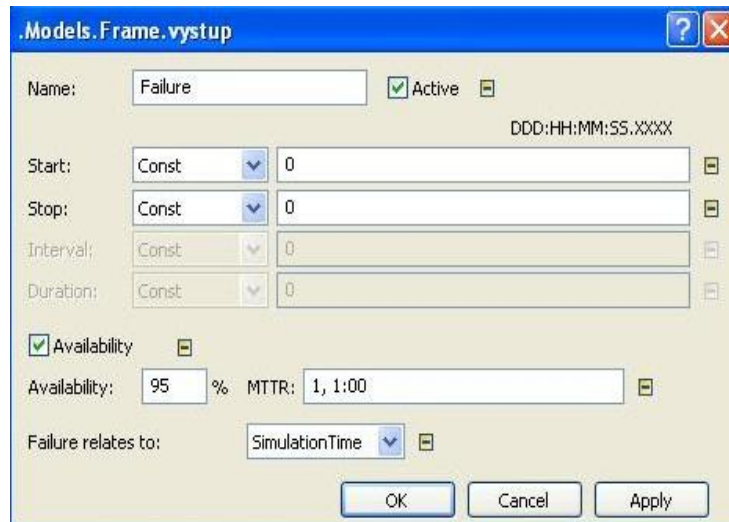 .Models.Frame.vystup
Name: Failure Active
DDD:HH:MM:SS.XXXX
Start: Const 0
Stop: Const 0
Interval: Const 0
Duration: Const 0
Availability
Availability: 95 % MTTR: 1, 1:00
Failure relates to: SimulationTime
OK Cancel Apply